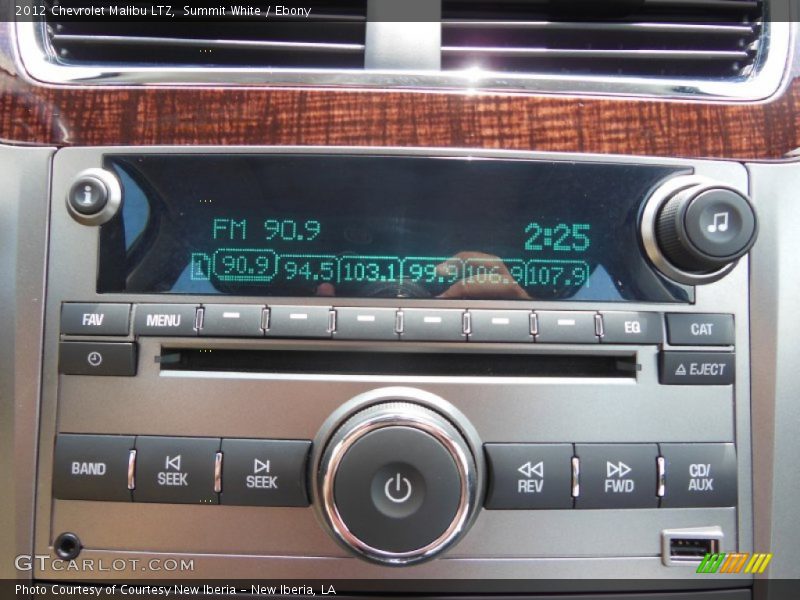 2012 Chevrolet Malibu LTZ, Summit White / Ebony
i
FM 90.9 2:25
1 90.9 94.5 103.1 99.9 106.9 107.9
FAV MENU EQ CAT
EJECT
BAND SEEK SEEK REV FWD CD/
AUX
GTCARLOT.COM
Photo Courtesy of Courtesy New Iberia - New Iberia, LA